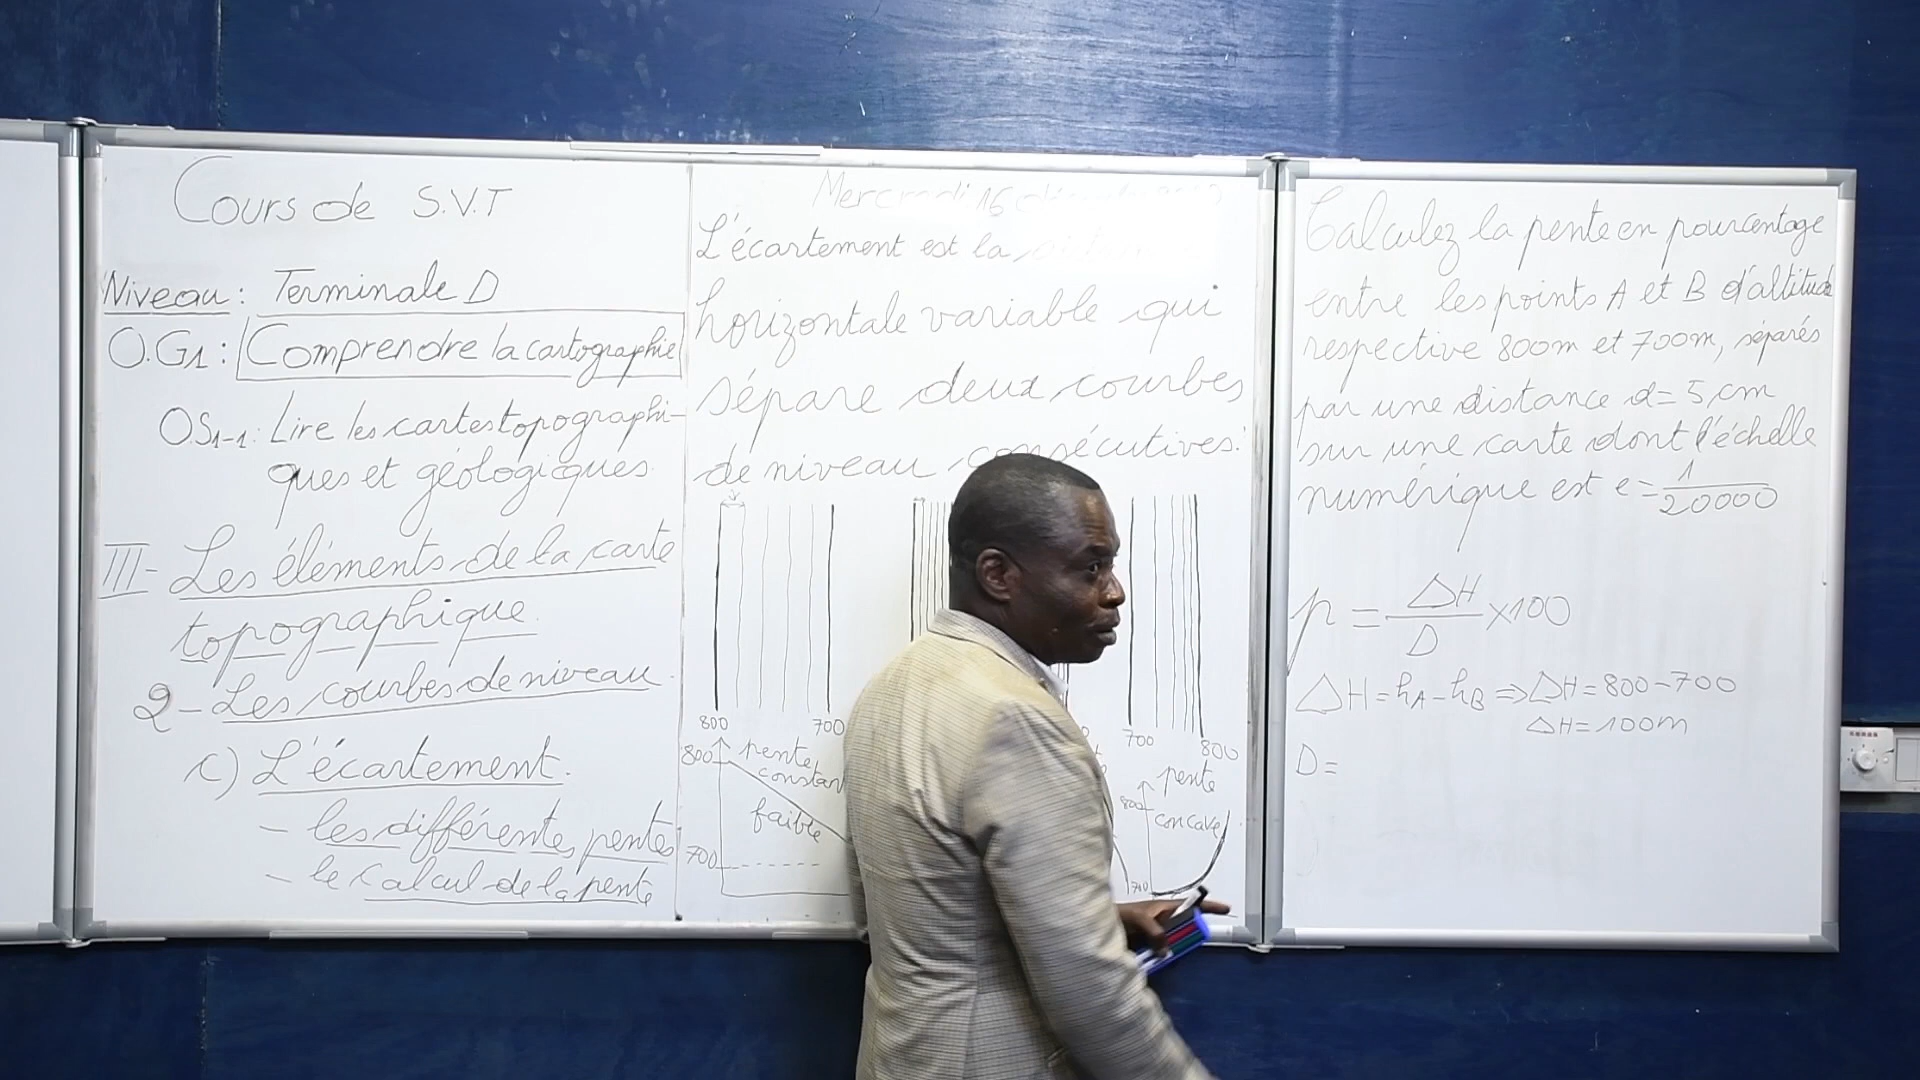 Cours de S.V.T
Niveau : Terminale D
O.G1 : Comprendre la cartographie
O.S1-1 : Lire les cartes topographi-
ques et géologiques
III- Les éléments de la carte
topographique
2- Les courbes de niveau
c) L'écartement.
- les différentes pentes
- le calcul de la pente
Mercredi 16
L'écartement est la
horizontale variable qui
sépare deux courbes
de niveau consécutives.
800 700
700 800
800 pente
constan
faible
700
pente
800
concave
700
Calculez la pente en pourcentage
entre les points A et B d'altitude
respective 800m et 700m, séparés
par une distance d= 5 cm
sur une carte dont l'échelle
numérique est e= 1/20000
p = ΔH/D ×100
ΔH = hA - hB ⇒ ΔH = 800 - 700
ΔH = 100m
D =